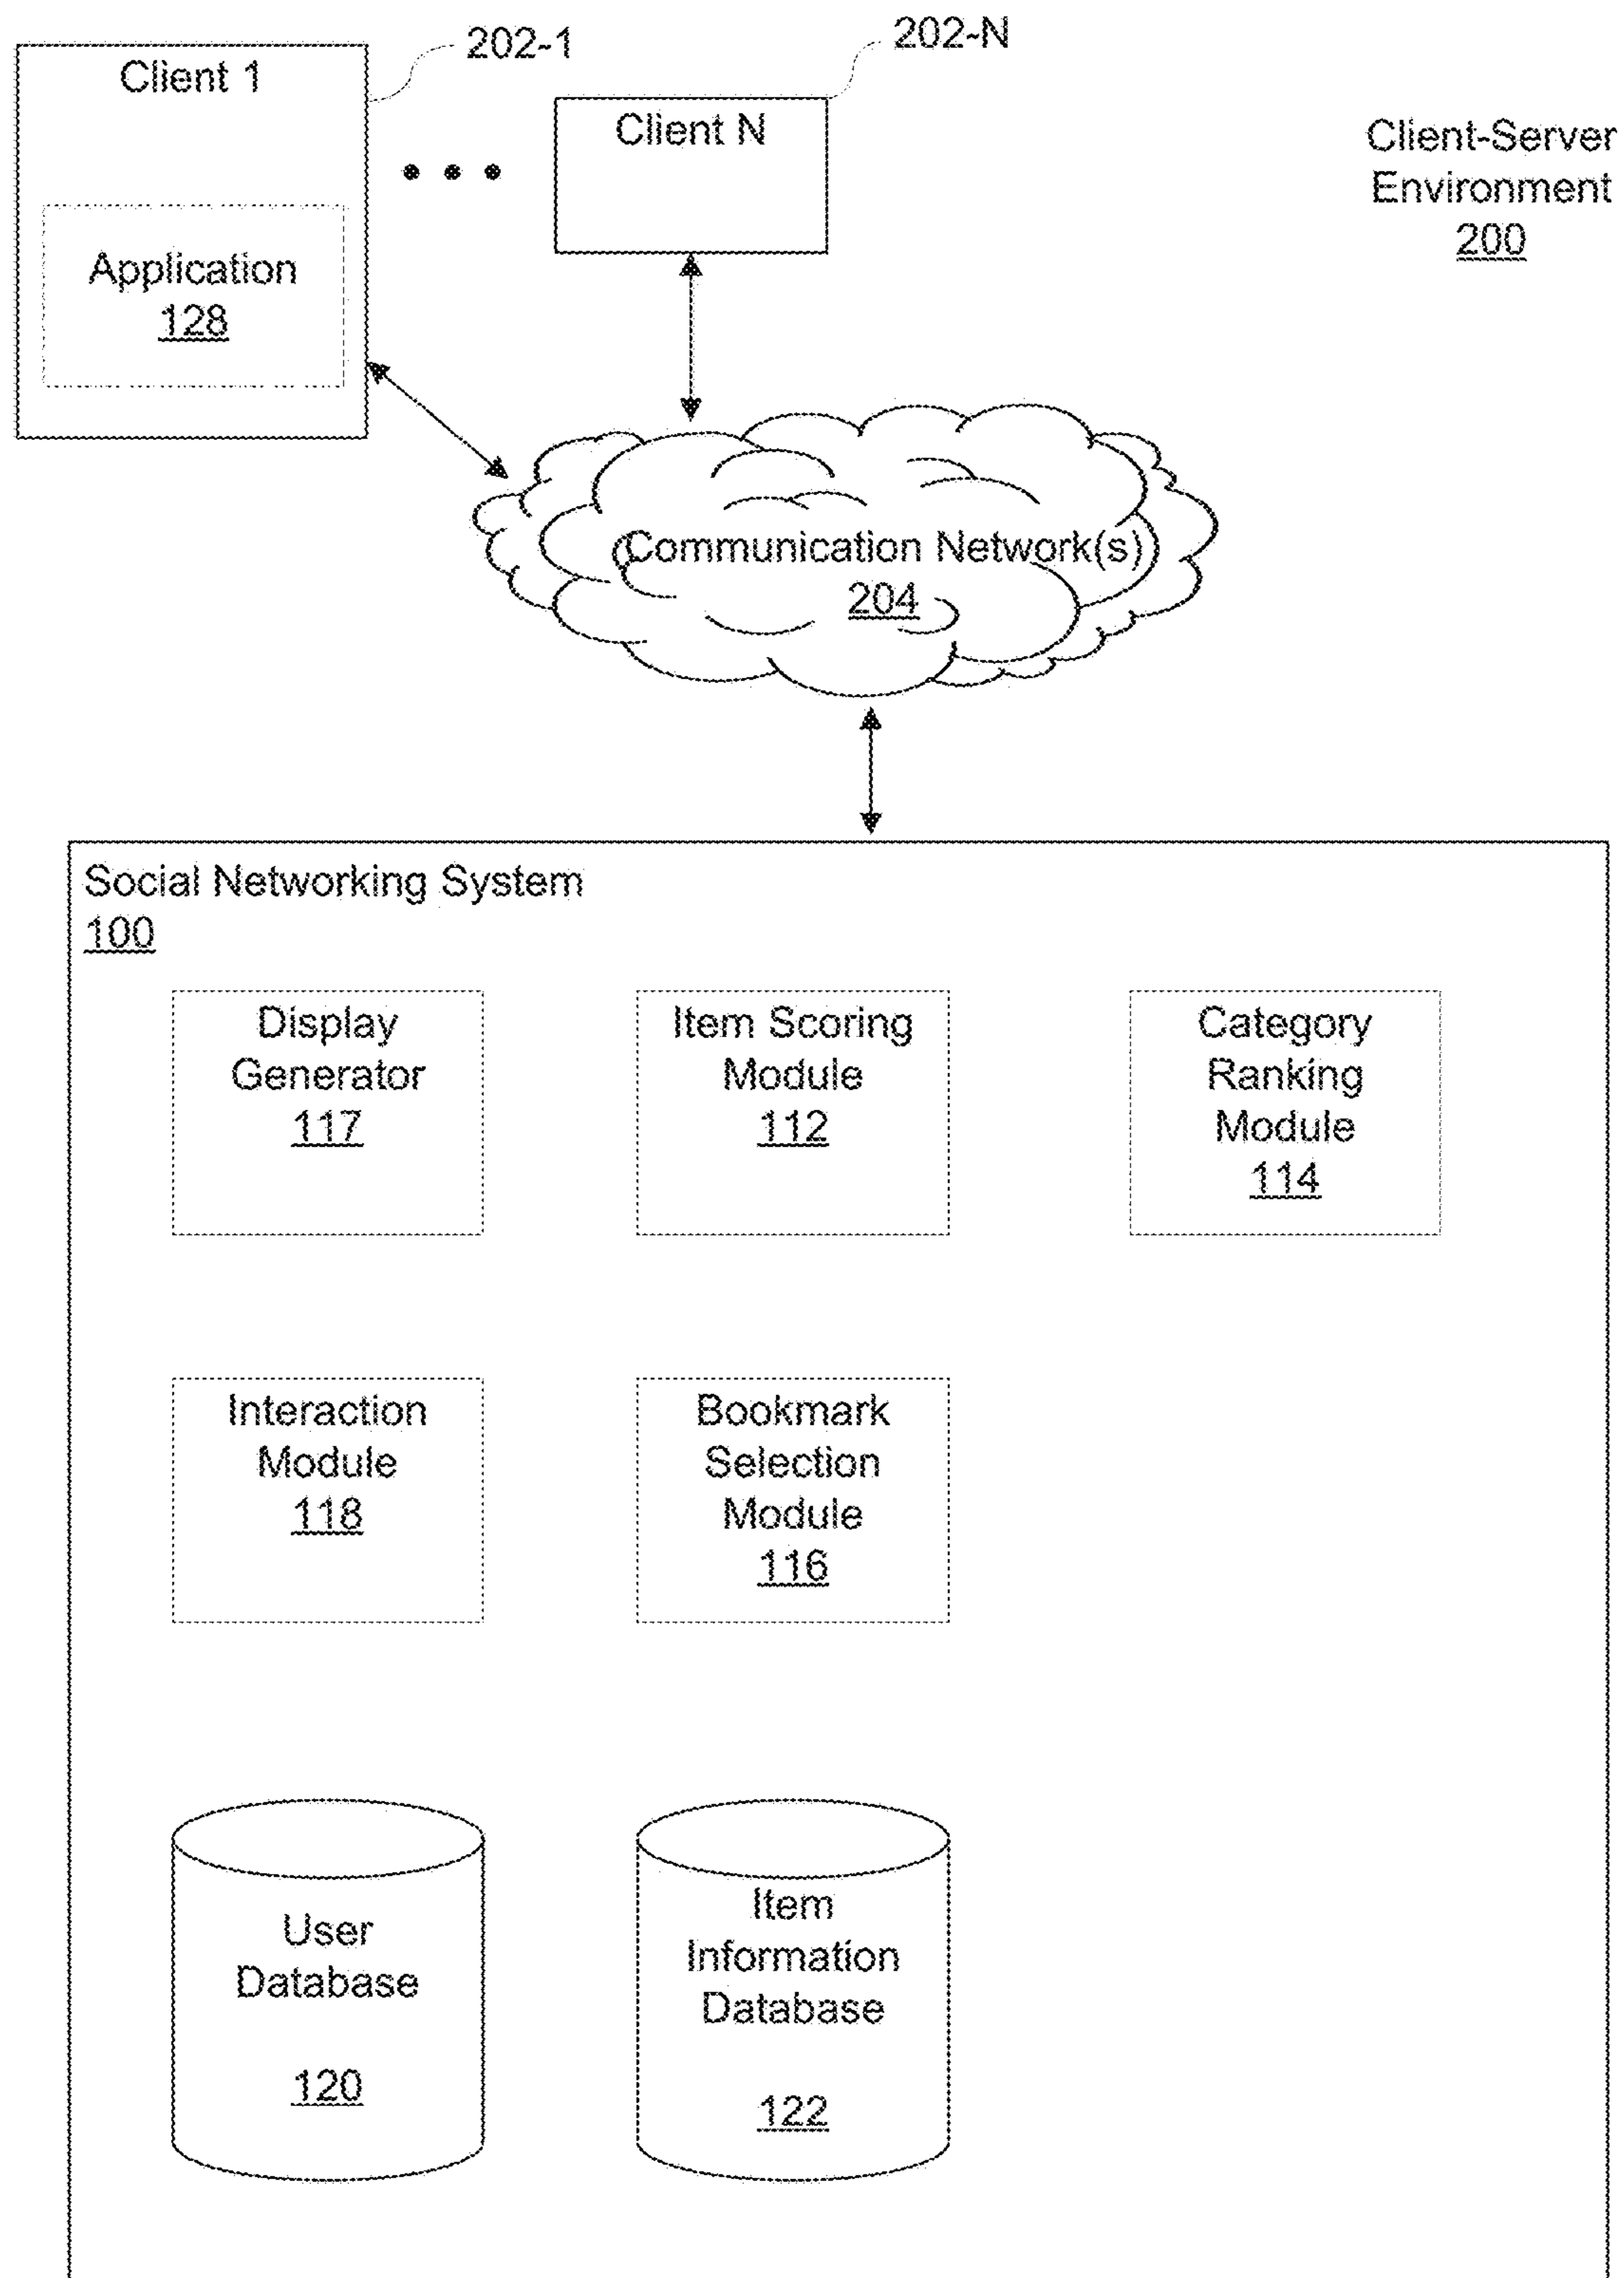 202-1
202-N
Client 1
Client N
Client-Server
Environment
200
Application
128
Communication Network(s)
204
Social Networking System
100
Display
Generator
117
Item Scoring
Module
112
Category
Ranking
Module
114
Interaction
Module
118
Bookmark
Selection
Module
116
User
Database
120
Item
Information
Database
122